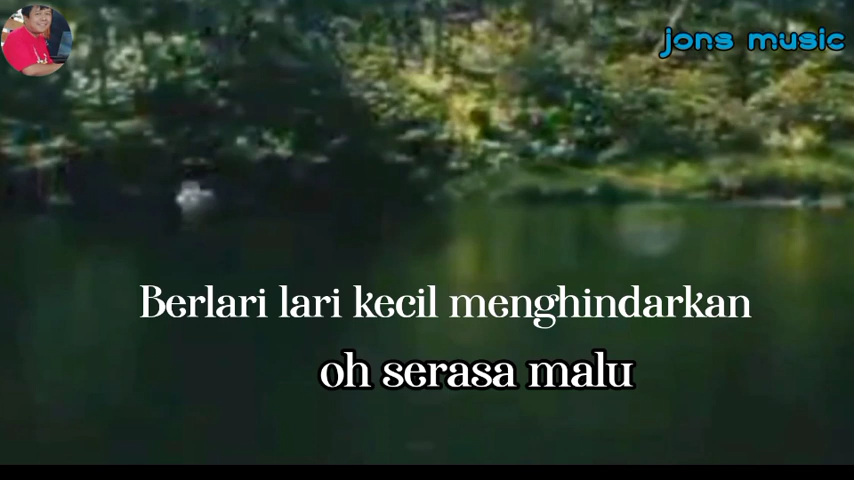 jons music
Berlari lari kecil menghindarkan
oh serasa malu